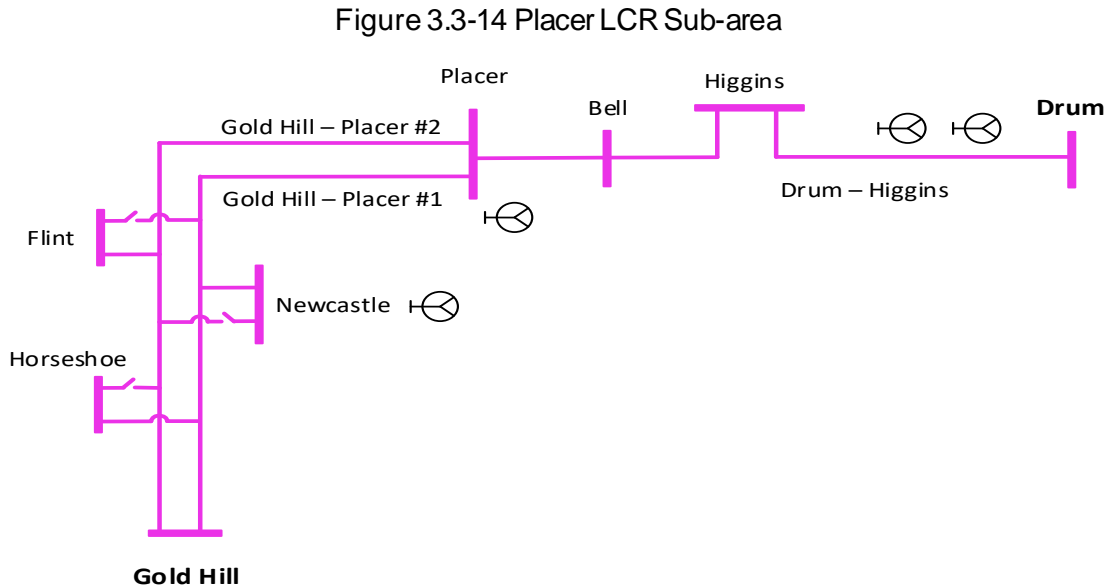 Figure 3.3-14 Placer LCR Sub-area
Placer
Higgins
Bell
Drum
Gold Hill – Placer #2
Gold Hill – Placer #1
Drum – Higgins
Flint
Newcastle
Horseshoe
Gold Hill